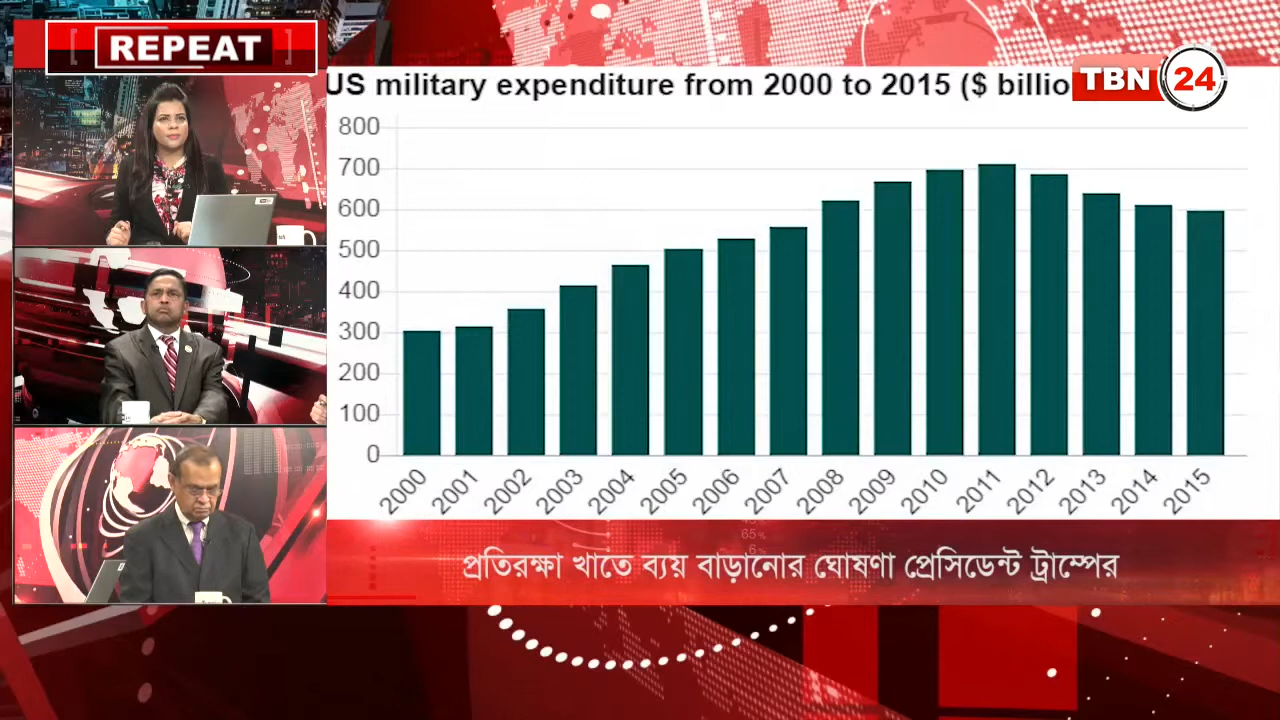 REPEAT
US military expenditure from 2000 to 2015 ($ billio
TBN 24
800
700
600
500
400
300
200
100
0
2000 2001 2002 2003 2004 2005 2006 2007 2008 2009 2010 2011 2012 2013 2014 2015
প্রতিরক্ষা খাতে ব্যয় বাড়ানোর ঘোষণা প্রেসিডেন্ট ট্রাম্পের